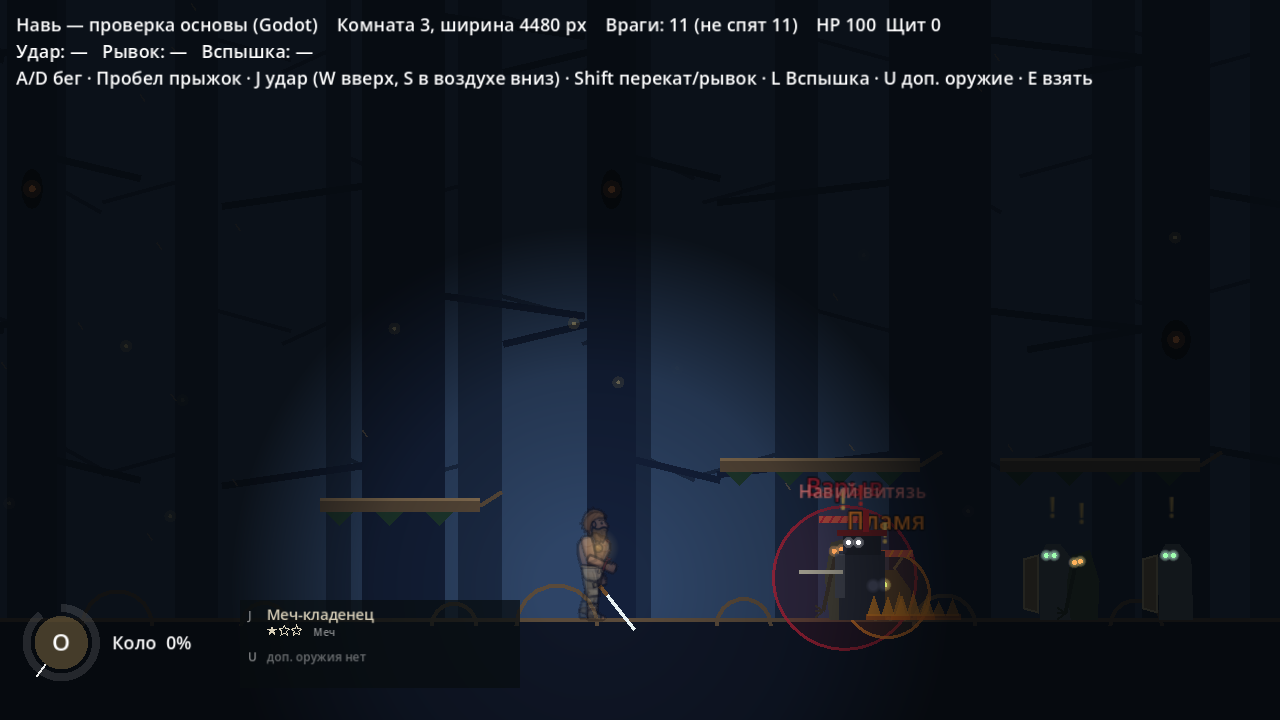 Навь — проверка основы (Godot) Комната 3, ширина 4480 px Враги: 11 (не спят 11) HP 100 Щит 0
Удар: — Рывок: — Вспышка: —
A/D бег · Пробел прыжок · J удар (W вверх, S в воздухе вниз) · Shift перекат/рывок · L Вспышка · U доп. оружие · E взять
Навий витязь
Пламя
! ! !
J Меч-кладенец
★☆☆ Меч
U доп. оружия нет
О Коло 0%